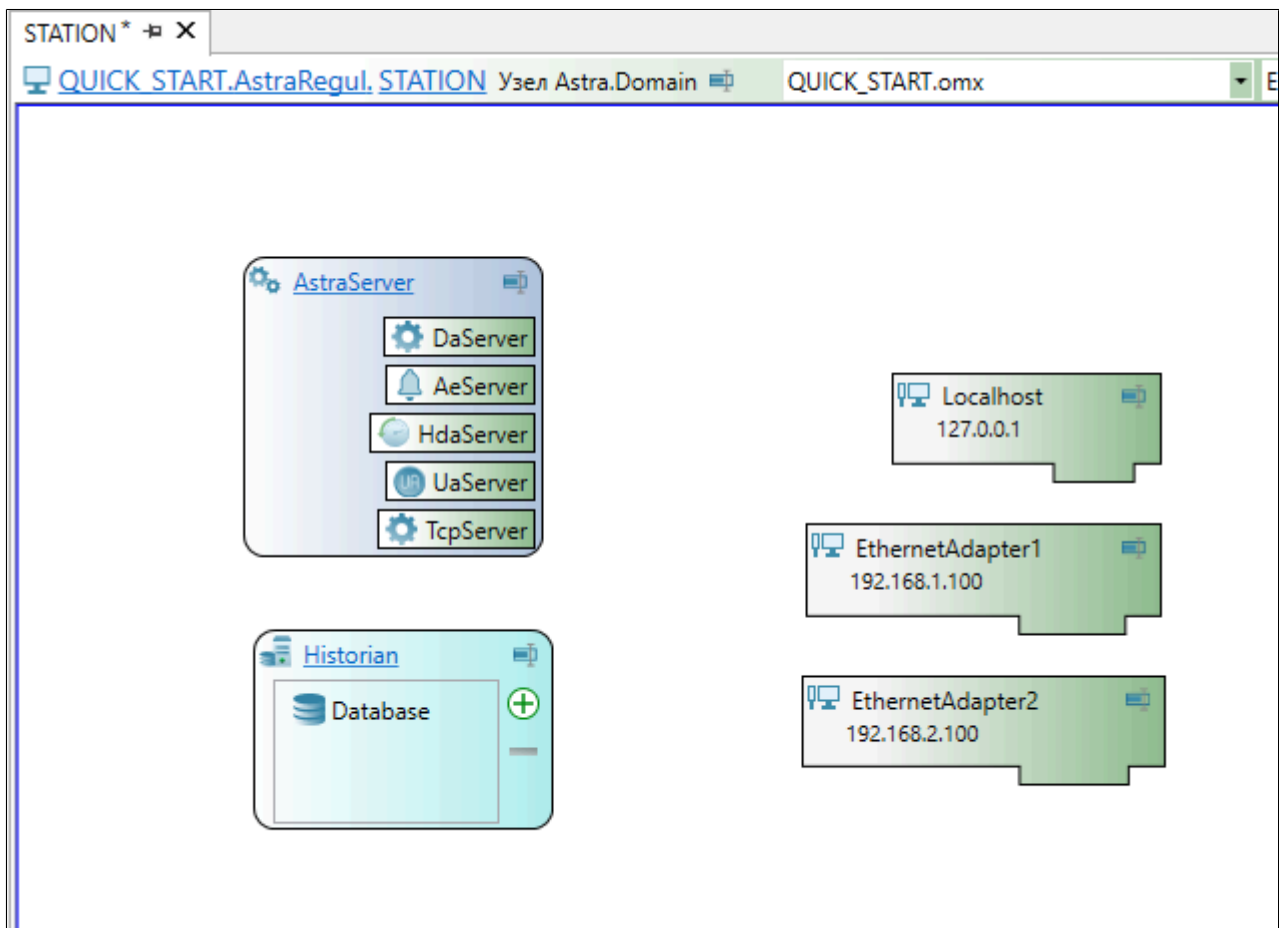 STATION*
QUICK_START.AstraRegul. STATION Узел Astra.Domain QUICK_START.omx
AstraServer
DaServer
AeServer
HdaServer
UA UaServer
TcpServer
Localhost
127.0.0.1
EthernetAdapter1
192.168.1.100
Historian
Database
EthernetAdapter2
192.168.2.100